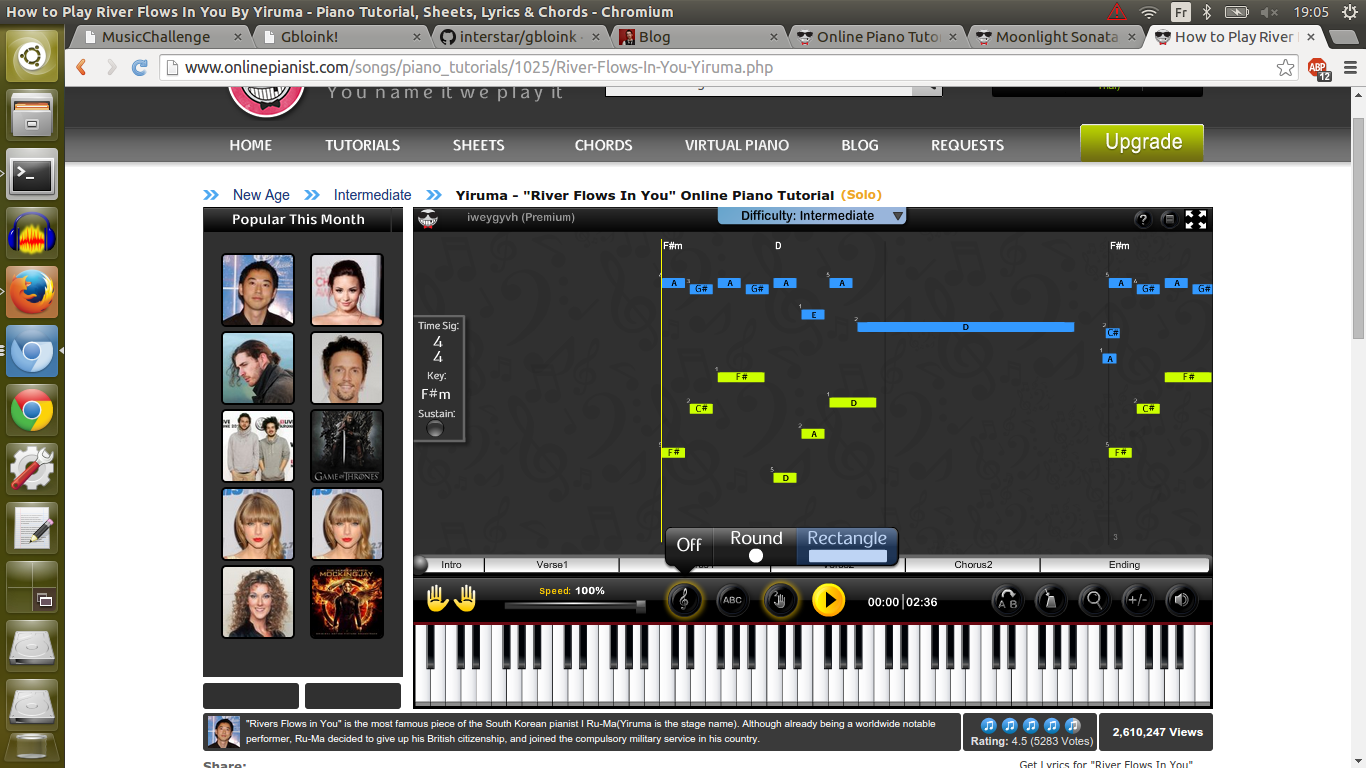 How to Play River Flows In You By Yiruma - Piano Tutorial, Sheets, Lyrics & Chords - Chromium
Fr
19:05
MusicChallenge
Gbloink!
interstar/gbloink
Blog
Online Piano Tuto
Moonlight Sonata
How to Play River
www.onlinepianist.com/songs/piano_tutorials/1025/River-Flows-In-You-Yiruma.php
ABP
12
You name it we play it
HOME
TUTORIALS
SHEETS
CHORDS
VIRTUAL PIANO
BLOG
REQUESTS
Upgrade
New Age
Intermediate
Yiruma - "River Flows In You" Online Piano Tutorial (Solo)
Popular This Month
GAME OF THRONES
MOCKINGJAY
iweygyvh (Premium)
Difficulty: Intermediate
?
F#m
D
F#m
A
G#
A
G#
A
E
A
D
A
G#
A
G#
C#
A
F#
C#
F#
D
A
D
F#
C#
F#
3
Time Sig:
4
4
Key:
F#m
Sustain:
Off
Round
Rectangle
Intro
Verse1
Chorus2
Ending
Speed: 100%
ABC
00:00 | 02:36
A B
+/-
"Rivers Flows in You" is the most famous piece of the South Korean pianist I Ru-Ma(Yiruma is the stage name). Although already being a worldwide notable
performer, Ru-Ma decided to give up his British citizenship, and joined the compulsory military service in his country.
Rating: 4.5 (5283 Votes)
2,610,247 Views
Share:
Get Lyrics for "River Flows In You"